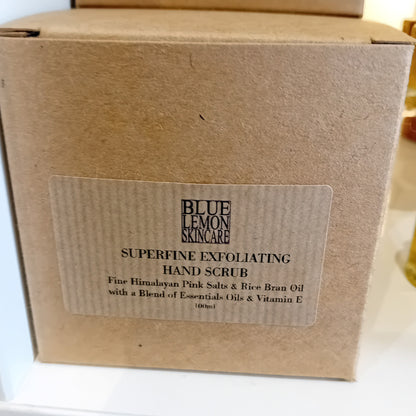 BLUE
LEMON
SKINCARE
SUPERFINE EXFOLIATING
HAND SCRUB
Fine Himalayan Pink Salts & Rice Bran Oil
with a Blend of Essentials Oils & Vitamin E
100ml